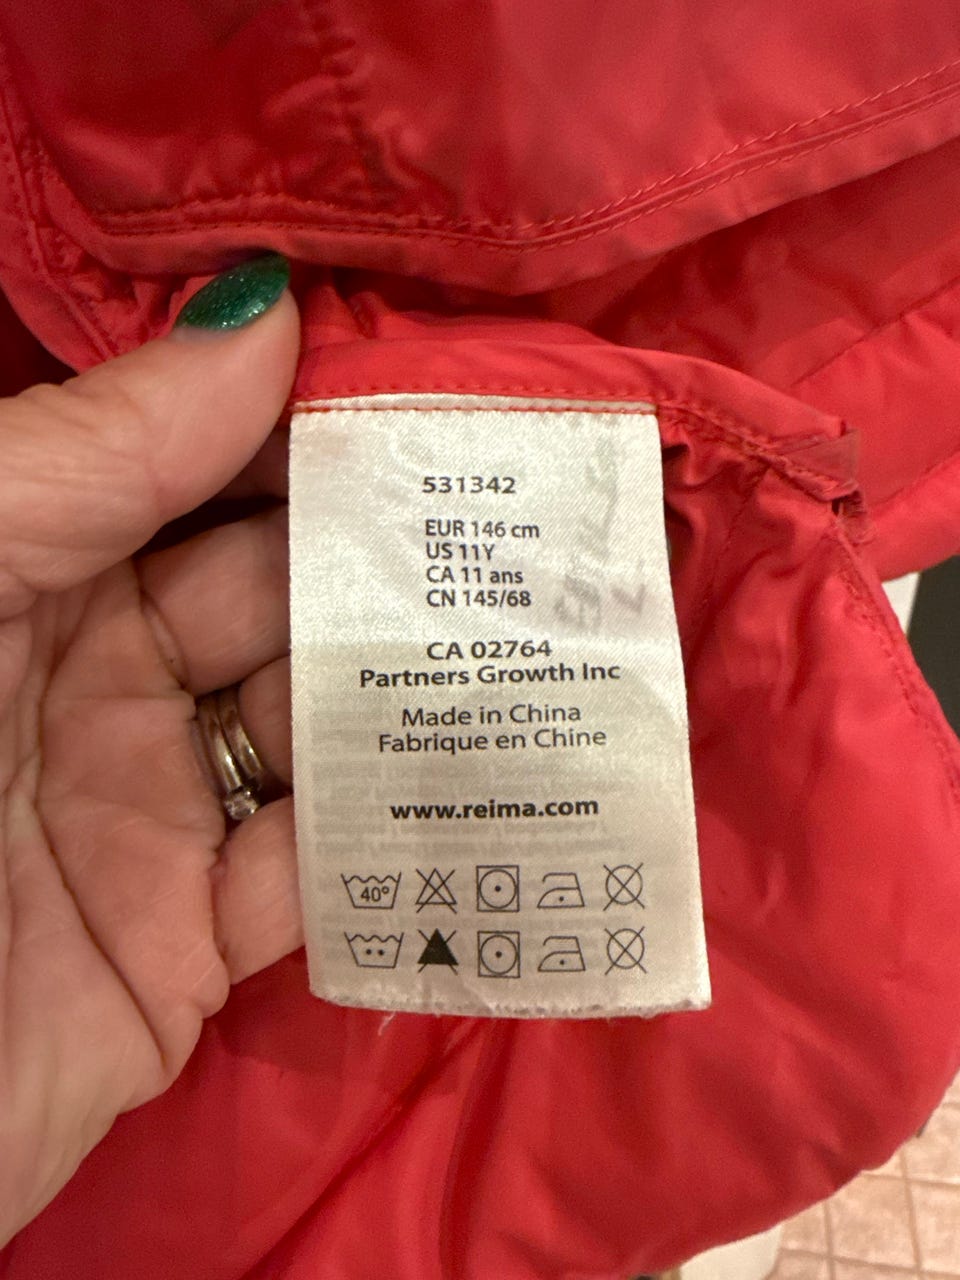 531342
EUR 146 cm
US 11Y
CA 11 ans
CN 145/68
CA 02764
Partners Growth Inc
Made in China
Fabrique en Chine
www.reima.com
40°